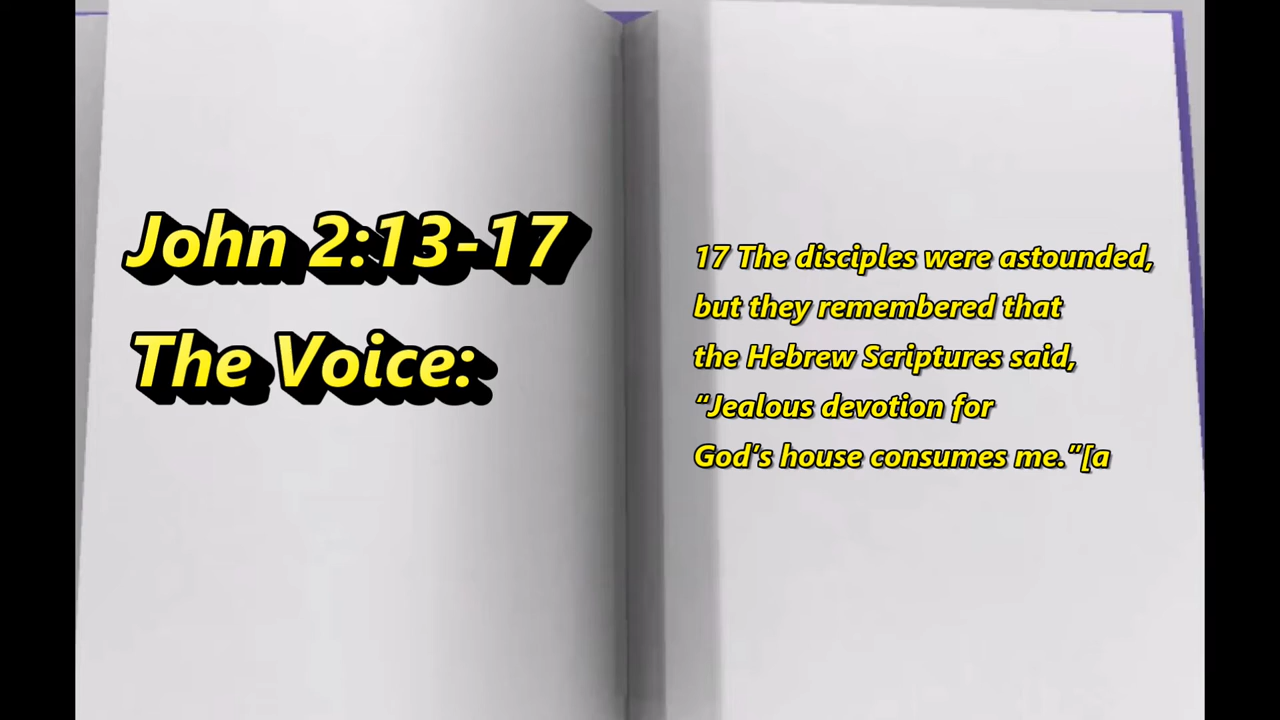 John 2:13-17
The Voice:
17 The disciples were astounded,
but they remembered that
the Hebrew Scriptures said,
“Jealous devotion for
God's house consumes me.”[a